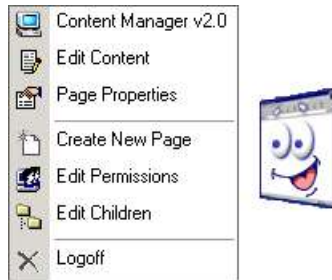 Content Manager v2.0
Edit Content
Page Properties
Create New Page
Edit Permissions
Edit Children
Logoff